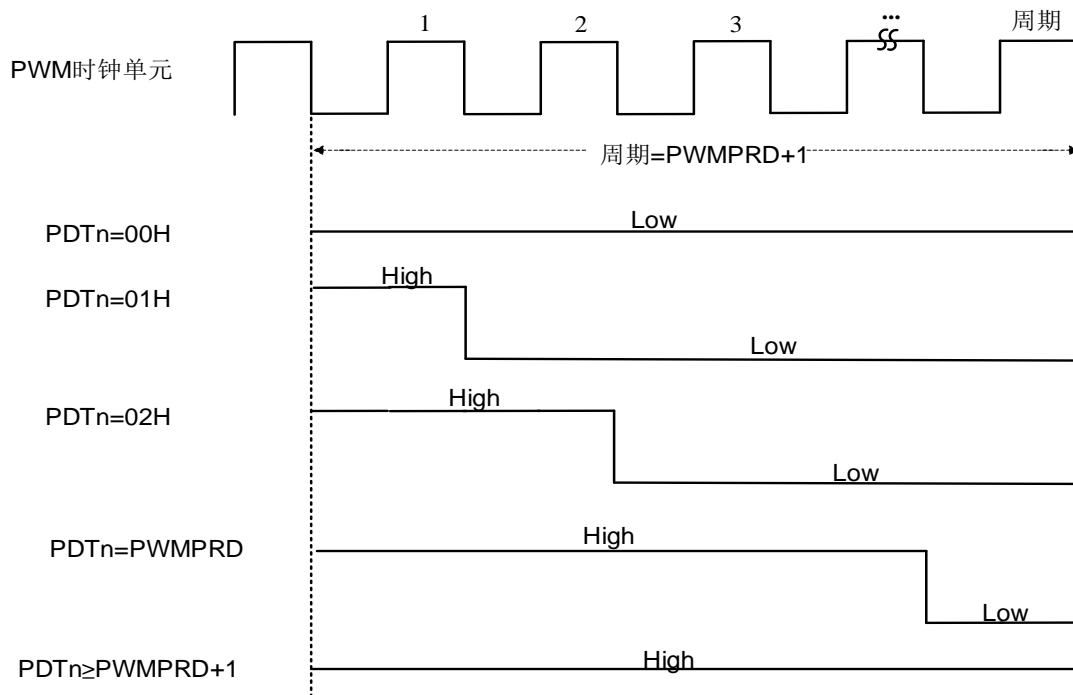 1 2 3 ... 周期
PWM时钟单元
周期=PWMPRD+1
Low
PDTn=00H
High
PDTn=01H
Low
High
PDTn=02H
Low
High
PDTn=PWMPRD
Low
High
PDTn≥PWMPRD+1